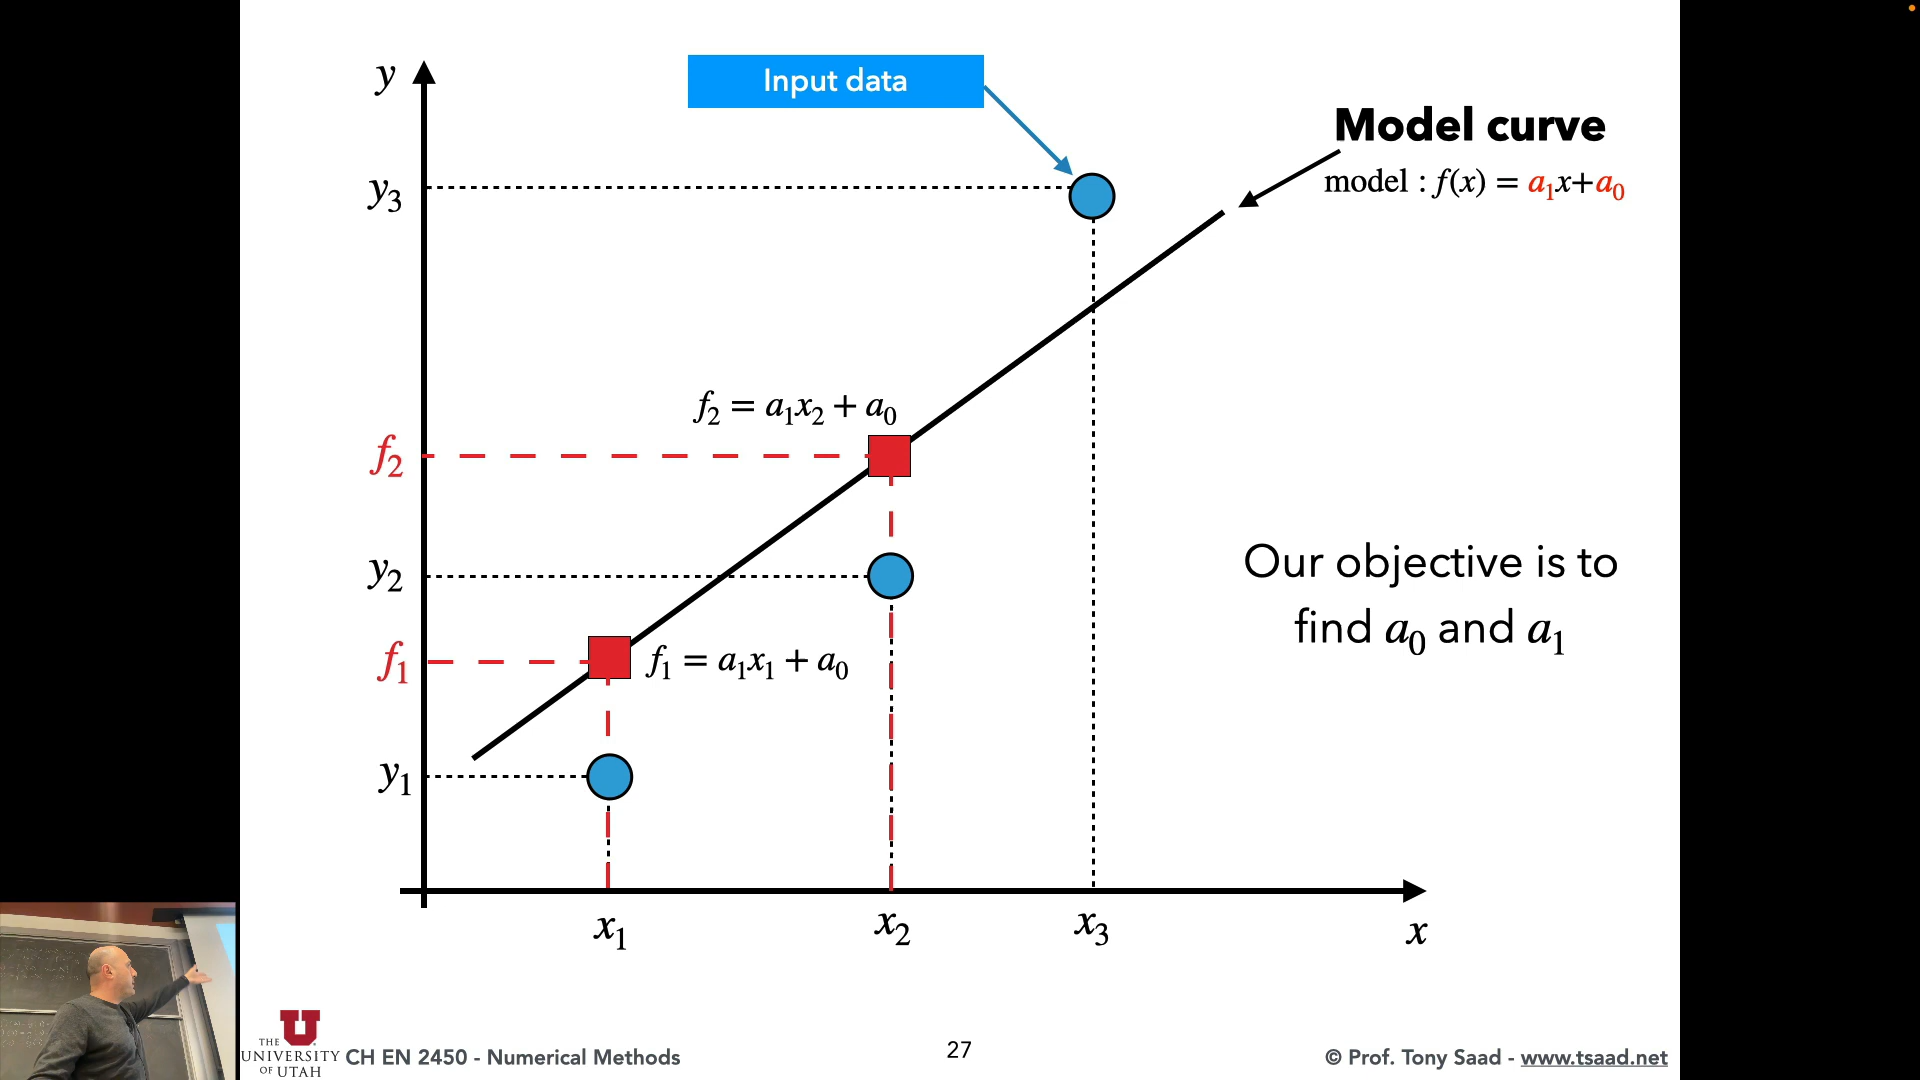 y
Input data
Model curve
model : f(x) = a₁x+a₀
y₃
f₂ = a₁x₂ + a₀
f₂
y₂
Our objective is to
find a₀ and a₁
f₁
f₁ = a₁x₁ + a₀
y₁
x₁
x₂
x₃
x
THE
UNIVERSITY
OF UTAH
CH EN 2450 - Numerical Methods
27
© Prof. Tony Saad - www.tsaad.net